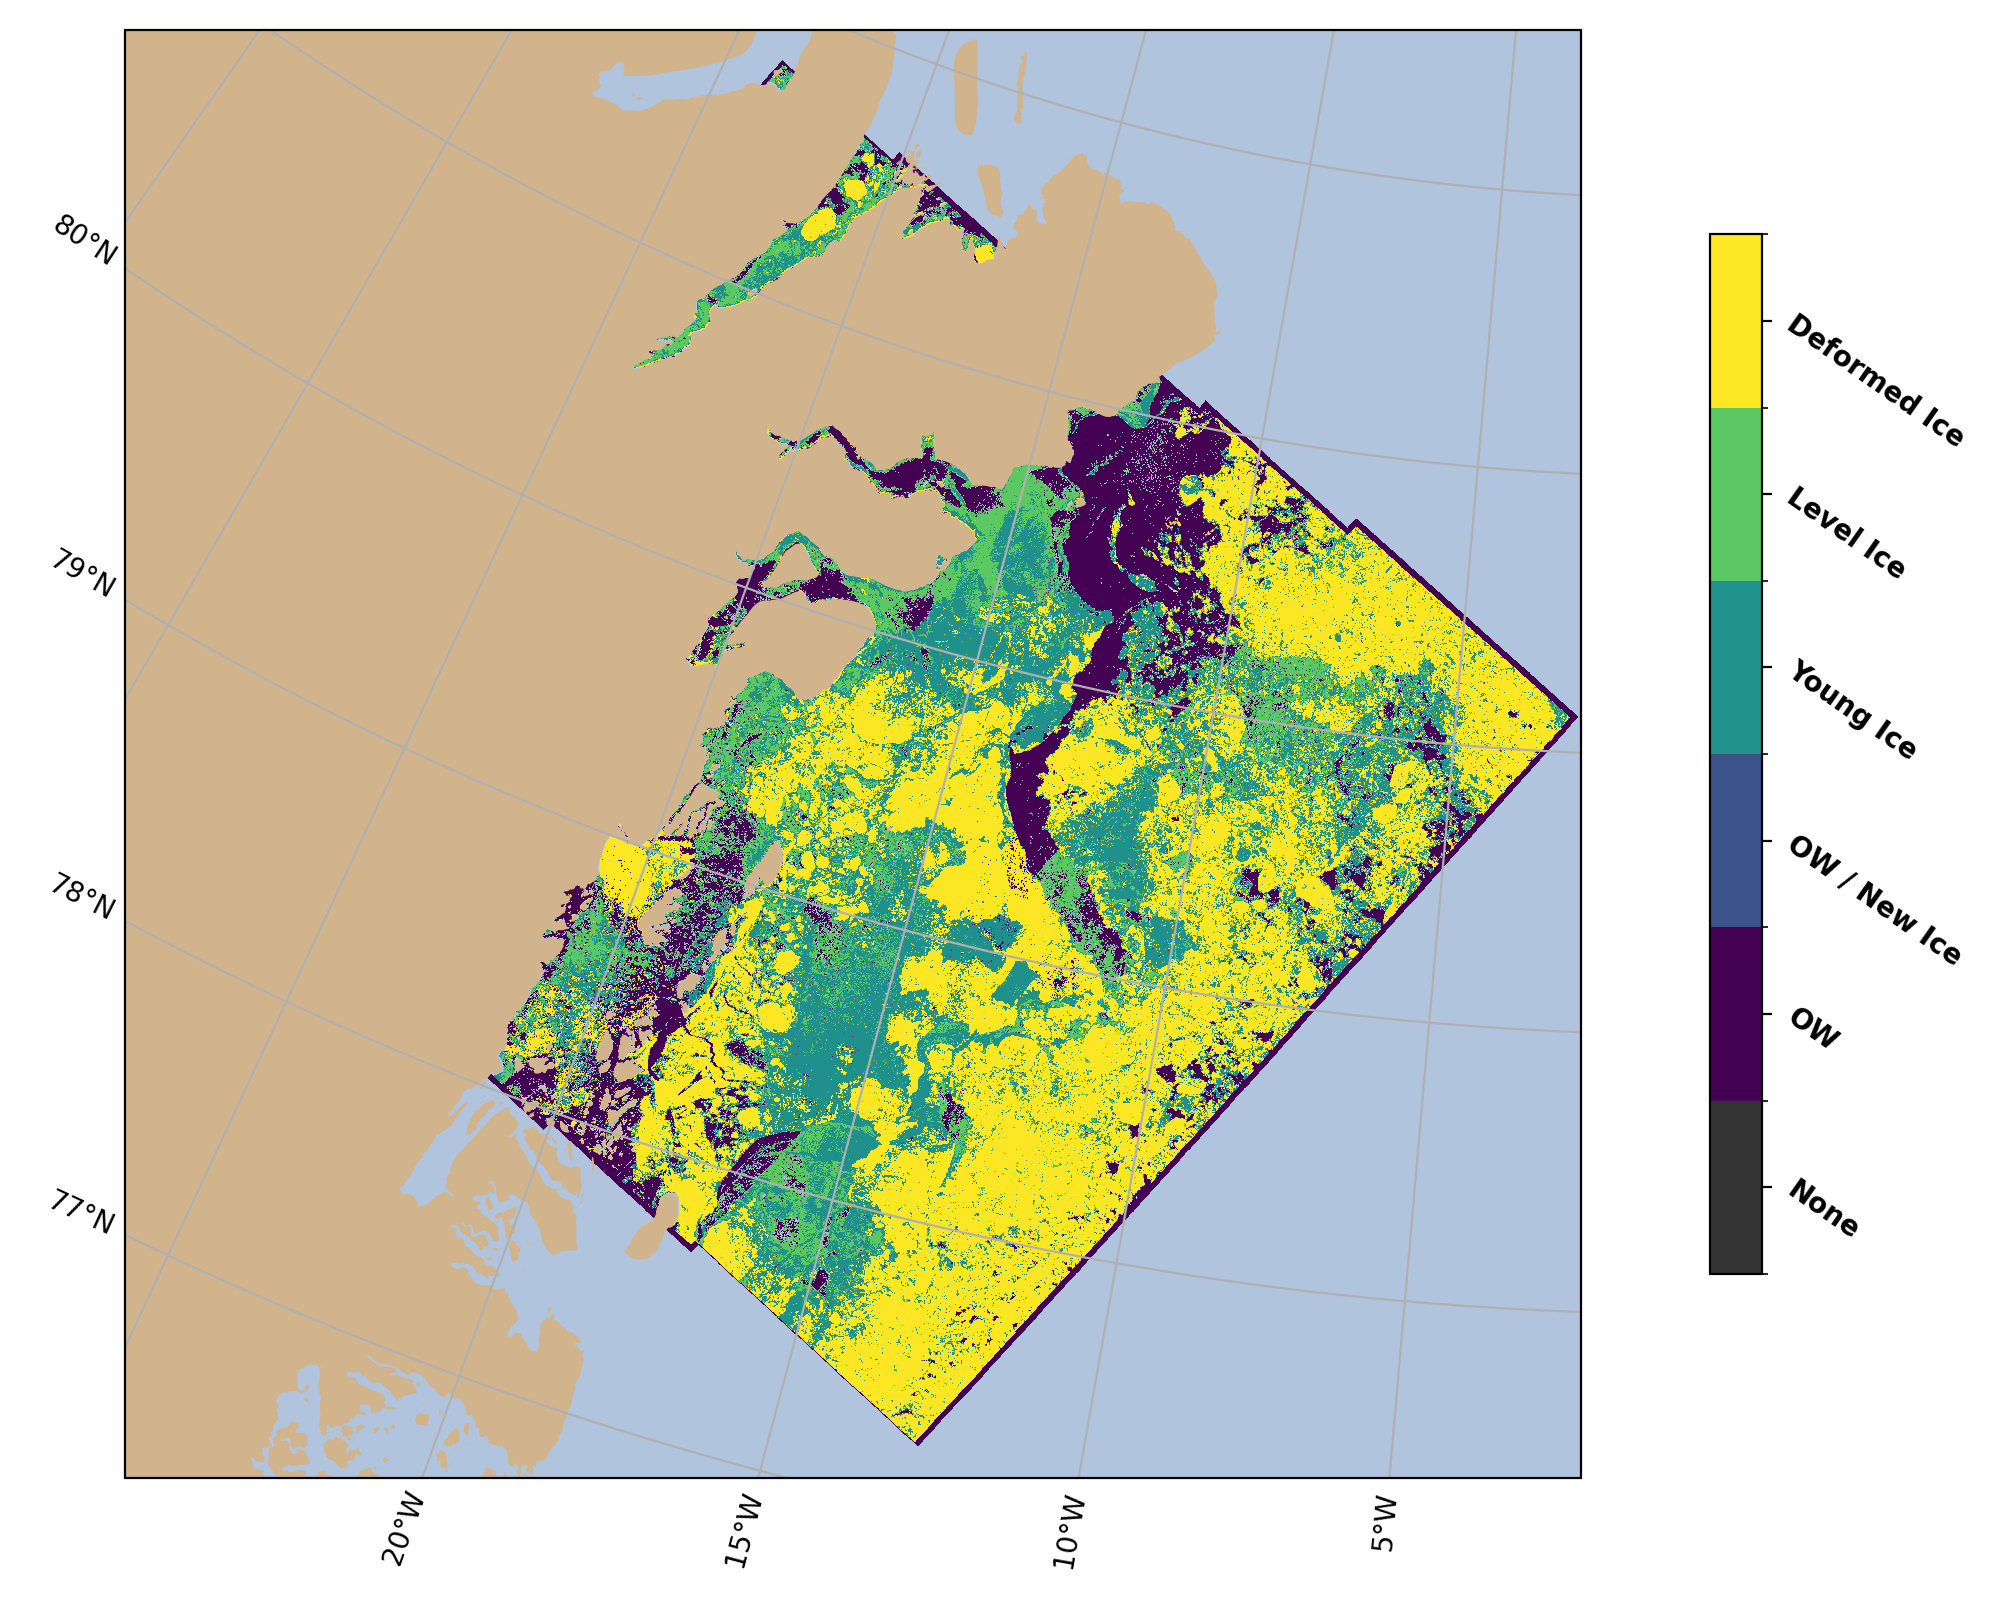 80°N
79°N
78°N
77°N
20°W
15°W
10°W
5°W
Deformed Ice
Level Ice
Young Ice
OW / New Ice
OW
None